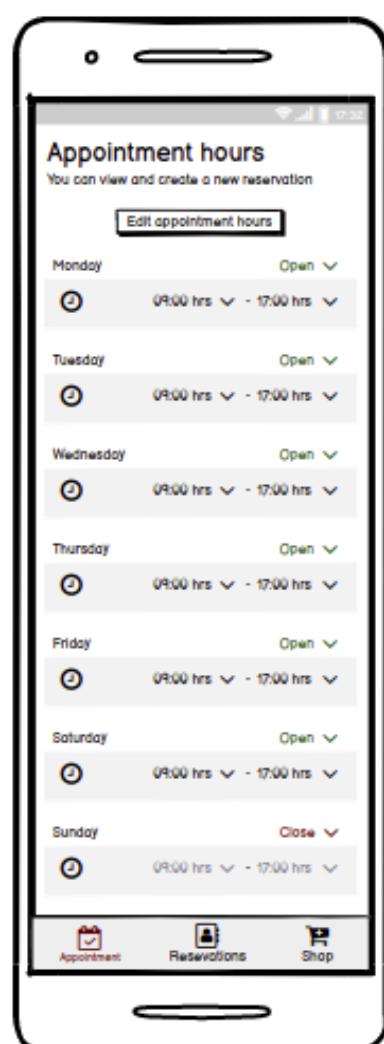 17:32
Appointment hours
You can view and create a new reservation
Edit appointment hours
Monday Open
09:00 hrs - 17:00 hrs
Tuesday Open
09:00 hrs - 17:00 hrs
Wednesday Open
09:00 hrs - 17:00 hrs
Thursday Open
09:00 hrs - 17:00 hrs
Friday Open
09:00 hrs - 17:00 hrs
Saturday Open
09:00 hrs - 17:00 hrs
Sunday Close
09:00 hrs - 17:00 hrs
Appointment Resevations Shop